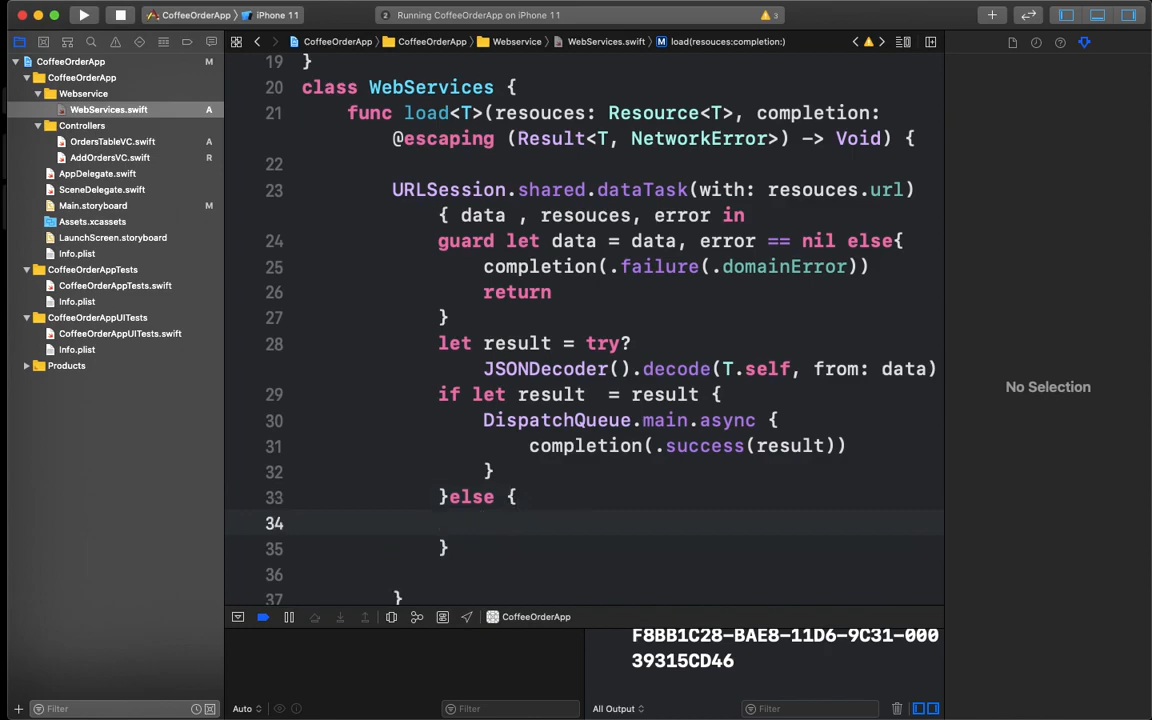 CoffeeOrderApp
iPhone 11
2
Running CoffeeOrderApp on iPhone 11
3
CoffeeOrderApp
CoffeeOrderApp
Webservice
WebServices.swift
M
load(resouces:completion:)
CoffeeOrderApp M
CoffeeOrderApp
Webservice
WebServices.swift A
Controllers
OrdersTableVC.swift A
AddOrdersVC.swift R
AppDelegate.swift
SceneDelegate.swift
Main.storyboard M
Assets.xcassets
LaunchScreen.storyboard
Info.plist
CoffeeOrderAppTests
CoffeeOrderAppTests.swift
Info.plist
CoffeeOrderAppUITests
CoffeeOrderAppUITests.swift
Info.plist
Products
Filter
19 }
20 class WebServices {
21 func load<T>(resouces: Resource<T>, completion:
@escaping (Result<T, NetworkError>) -> Void) {
22
23 URLSession.shared.dataTask(with: resouces.url)
{ data , resouces, error in
24 guard let data = data, error == nil else{
25 completion(.failure(.domainError))
26 return
27 }
28 let result = try?
JSONDecoder().decode(T.self, from: data)
29 if let result  = result {
30 DispatchQueue.main.async {
31 completion(.success(result))
32 }
33 }else {
34
35 }
36
37 }
CoffeeOrderApp
Auto
Filter
F8BB1C28-BAE8-11D6-9C31-000
39315CD46
All Output
Filter
No Selection